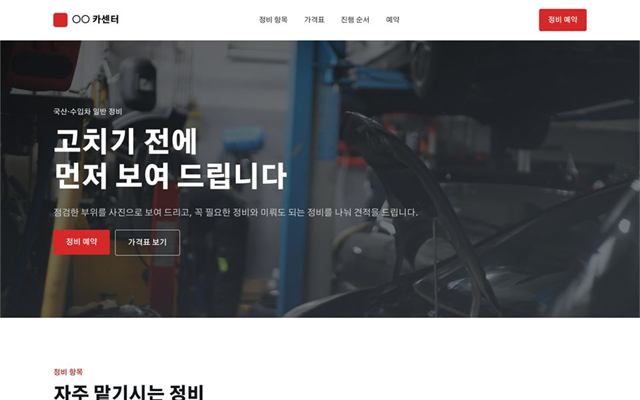 ○○ 카센터
정비 항목
가격표
진행 순서
예약
정비 예약
국산·수입차 일반 정비
고치기 전에
먼저 보여 드립니다
점검한 부위를 사진으로 보여 드리고, 꼭 필요한 정비와 미뤄도 되는 정비를 나눠 견적을 드립니다.
정비 예약
가격표 보기
정비 항목
자주 맡기시는 정비